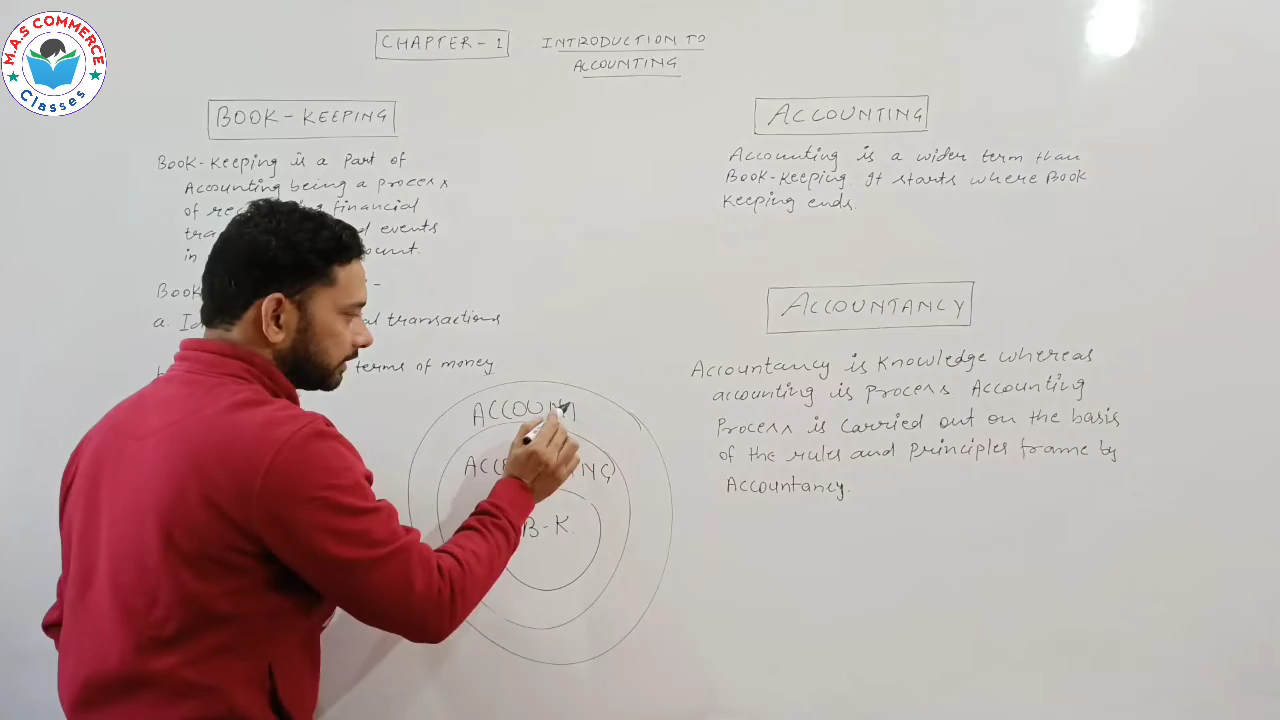 M.A.S COMMERCE
Classes
CHAPTER - 1
INTRODUCTION TO
ACCOUNTING
BOOK - KEEPING
Book-Keeping is a part of
Accounting being a process
of financial
events
in
Book -
a. transactions
terms of money
ACCOUNTING
Accounting is a wider term than
Book-Keeping. It starts where Book
Keeping ends.
ACCOUNTANCY
Accountancy is Knowledge whereas
accounting is process Accounting
Process is carried out on the basis
of the rules and principles frame by
Accountancy.
ACCOUN
B-K.